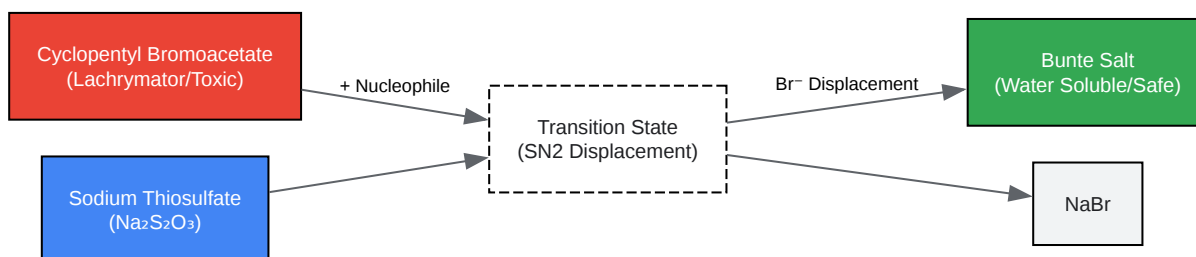 Cyclopentyl Bromoacetate
(Lachrymator/Toxic)
Sodium Thiosulfate
(Na₂S₂O₃)
+ Nucleophile
Transition State
(SN2 Displacement)
Br⁻ Displacement
Bunte Salt
(Water Soluble/Safe)
NaBr